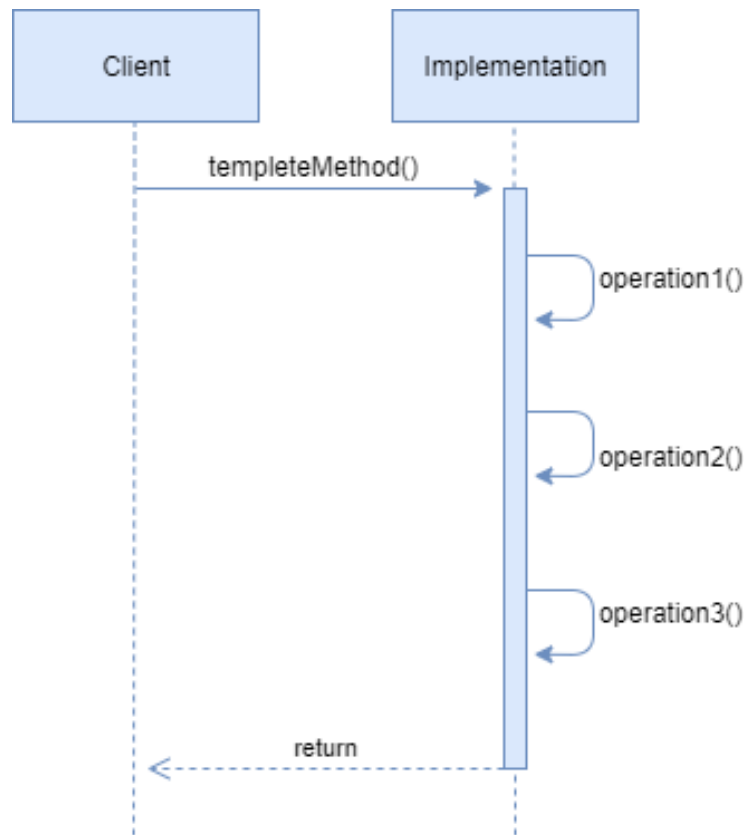 Client
Implementation
templeteMethod()
operation1()
operation2()
operation3()
return